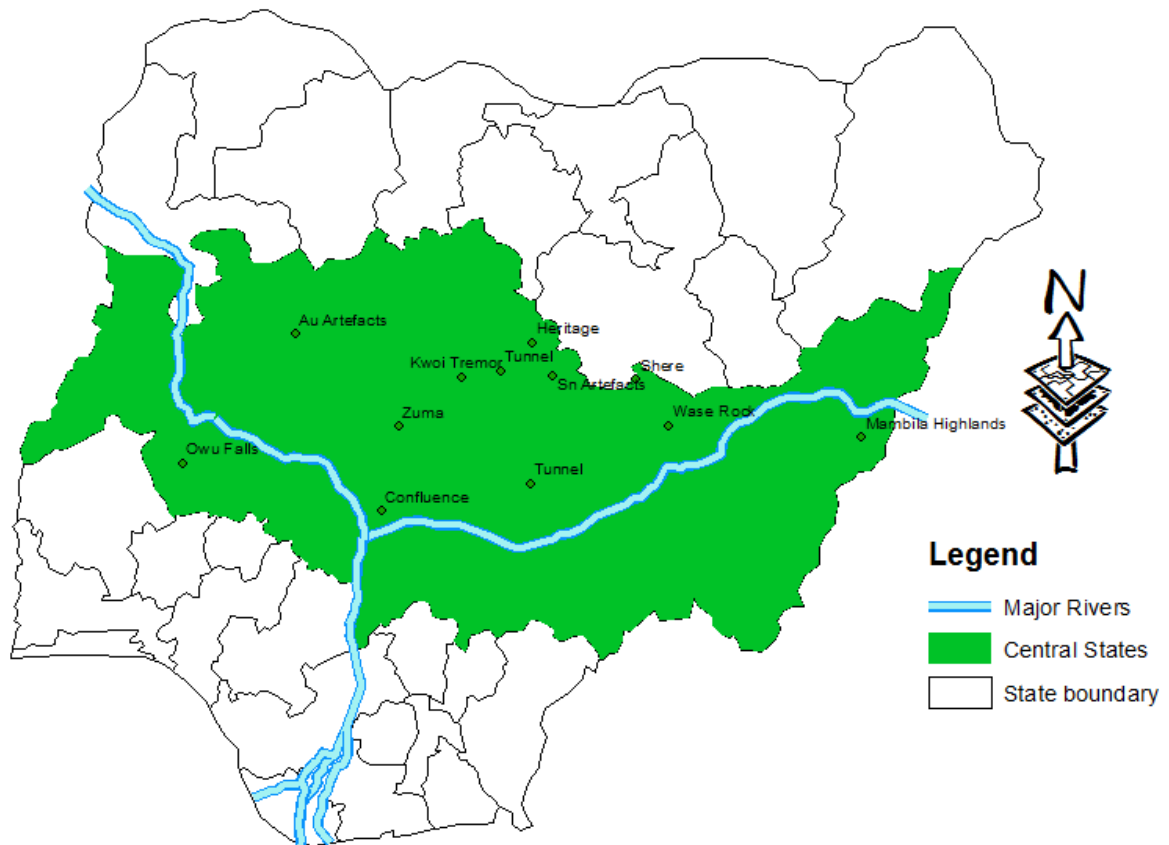 Au Artefacts
Heritage
Kwoi Tremor
Tunnel
Shere
Sn Artefacts
Zuma
Wase Rock
Mambila Highlands
Owu Falls
Tunnel
Confluence
N
Legend
Major Rivers
Central States
State boundary